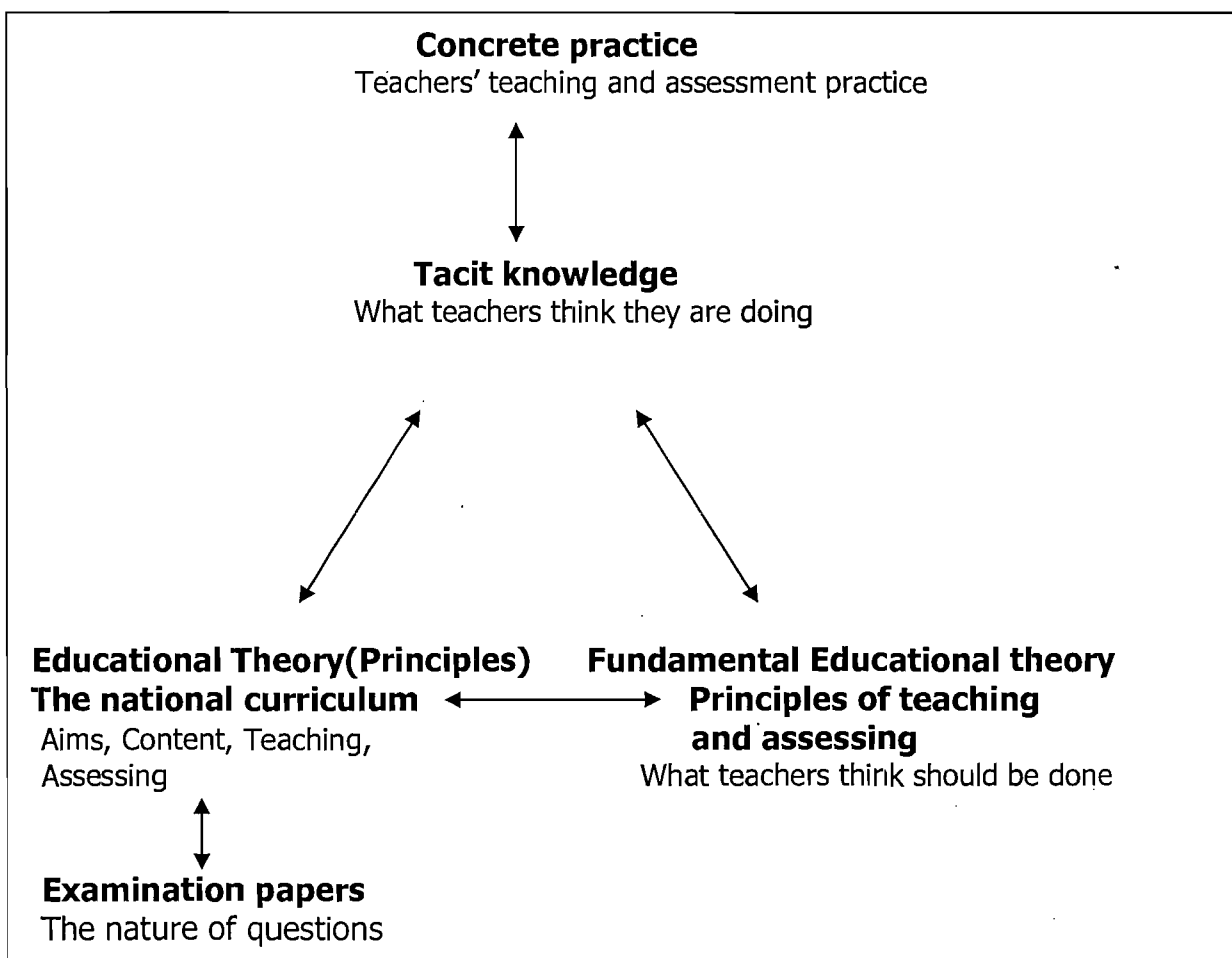 Concrete practice
Teachers' teaching and assessment practice
Tacit knowledge
What teachers think they are doing
Educational Theory(Principles)
The national curriculum
Aims, Content, Teaching,
Assessing
Fundamental Educational theory
Principles of teaching
and assessing
What teachers think should be done
Examination papers
The nature of questions